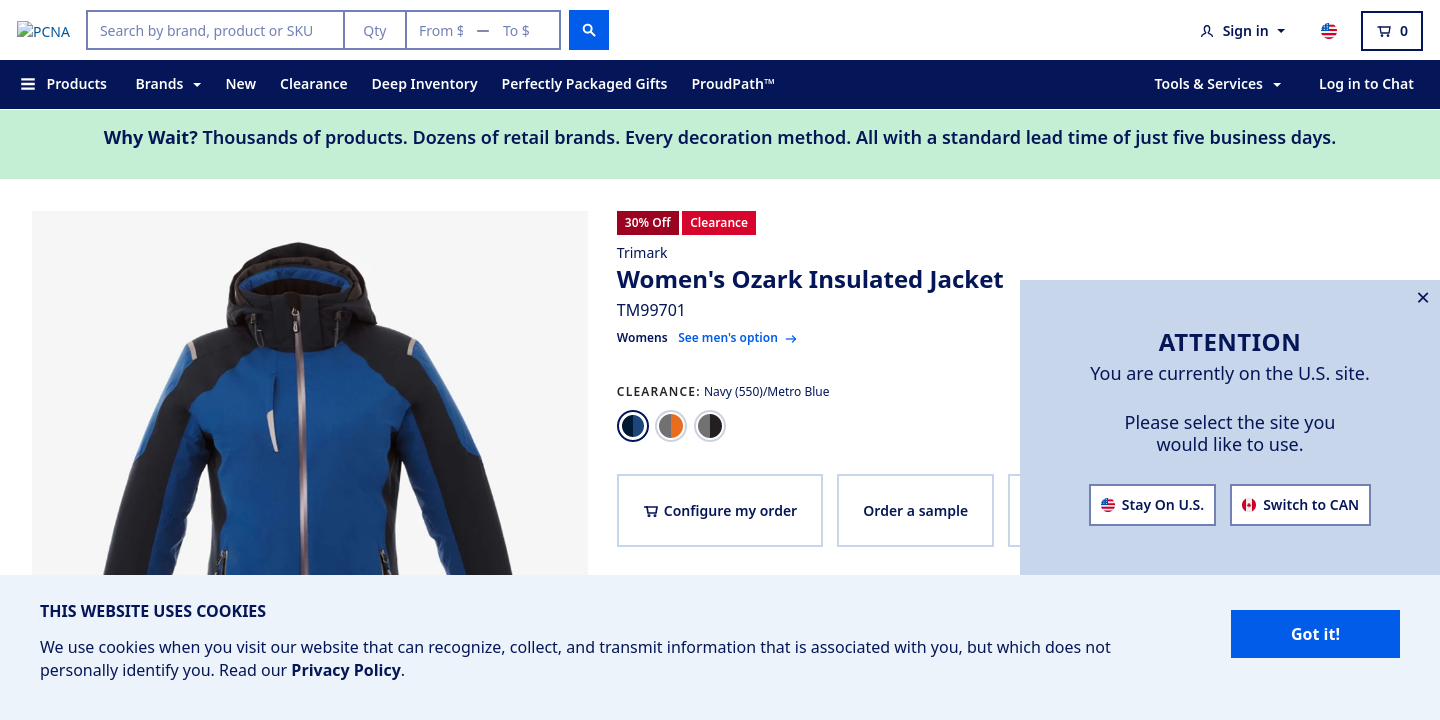 PCNA
Search by brand, product or SKU
Qty
From $
To $
Sign in
0
Products
Brands
New
Clearance
Deep Inventory
Perfectly Packaged Gifts
ProudPath™
Tools & Services
Log in to Chat
Why Wait? Thousands of products. Dozens of retail brands. Every decoration method. All with a standard lead time of just five business days.
30% Off
Clearance
Trimark
Women's Ozark Insulated Jacket
TM99701
Womens
See men's option
CLEARANCE: Navy (550)/Metro Blue
Configure my order
Order a sample
ATTENTION
You are currently on the U.S. site.
Please select the site you
would like to use.
Stay On U.S.
Switch to CAN
THIS WEBSITE USES COOKIES
We use cookies when you visit our website that can recognize, collect, and transmit information that is associated with you, but which does not
personally identify you. Read our Privacy Policy.
Got it!